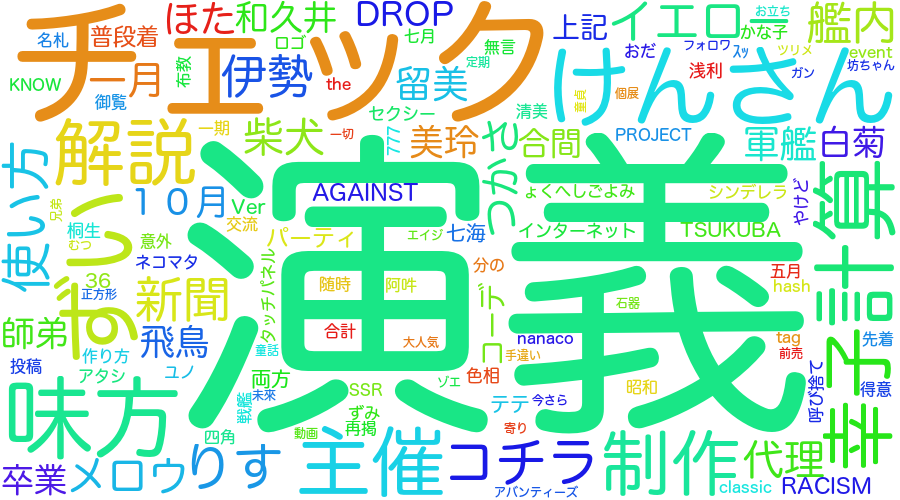 チェック
ほた
和久井
DROP
イエロー
艦内
名札
普段着
ロゴ
七月
無言
上記
おだ
フォロワ
かな子
お立ち
event
KNOW
一月
布教
伊勢
the
留美
定期
けんさん
ｽｯ
ツリメ
ガン
坊ちゃん
御覧
セクシー
清美
浅利
個展
童貞
解説
一期
柴犬
一切
777
美玲
つかさ
合間
PROJECT
軍艦
白菊
使い方
ずい
１０月
Ver
AGAINST
ょくへしごよみ
シンデレラ
やけど
計算
兄弟
桐生
むつ
意外
交流
パーティ
エイジ
七海
インターネット
TSUKUBA
演義
ネコマタ
36
正方形
新聞
タッチパネル
随時
阿吽
分の
コーデ
石器
五月
hash
師弟
飛鳥
合計
大人気
nanaco
手違い
tag
前売
先着
投稿
作り方
アタシ
ユノ
童話
未来
両方
SSR
ゾエ
色相
今さら
昭和
呼び捨て
得意
幸子
味方
戦艦
四角
ずみ
再掲
動画
テテ
寄り
卒業
メロウ
りす
主催
コチラ
アバンティーズ
制作
代理
classic
RACISM